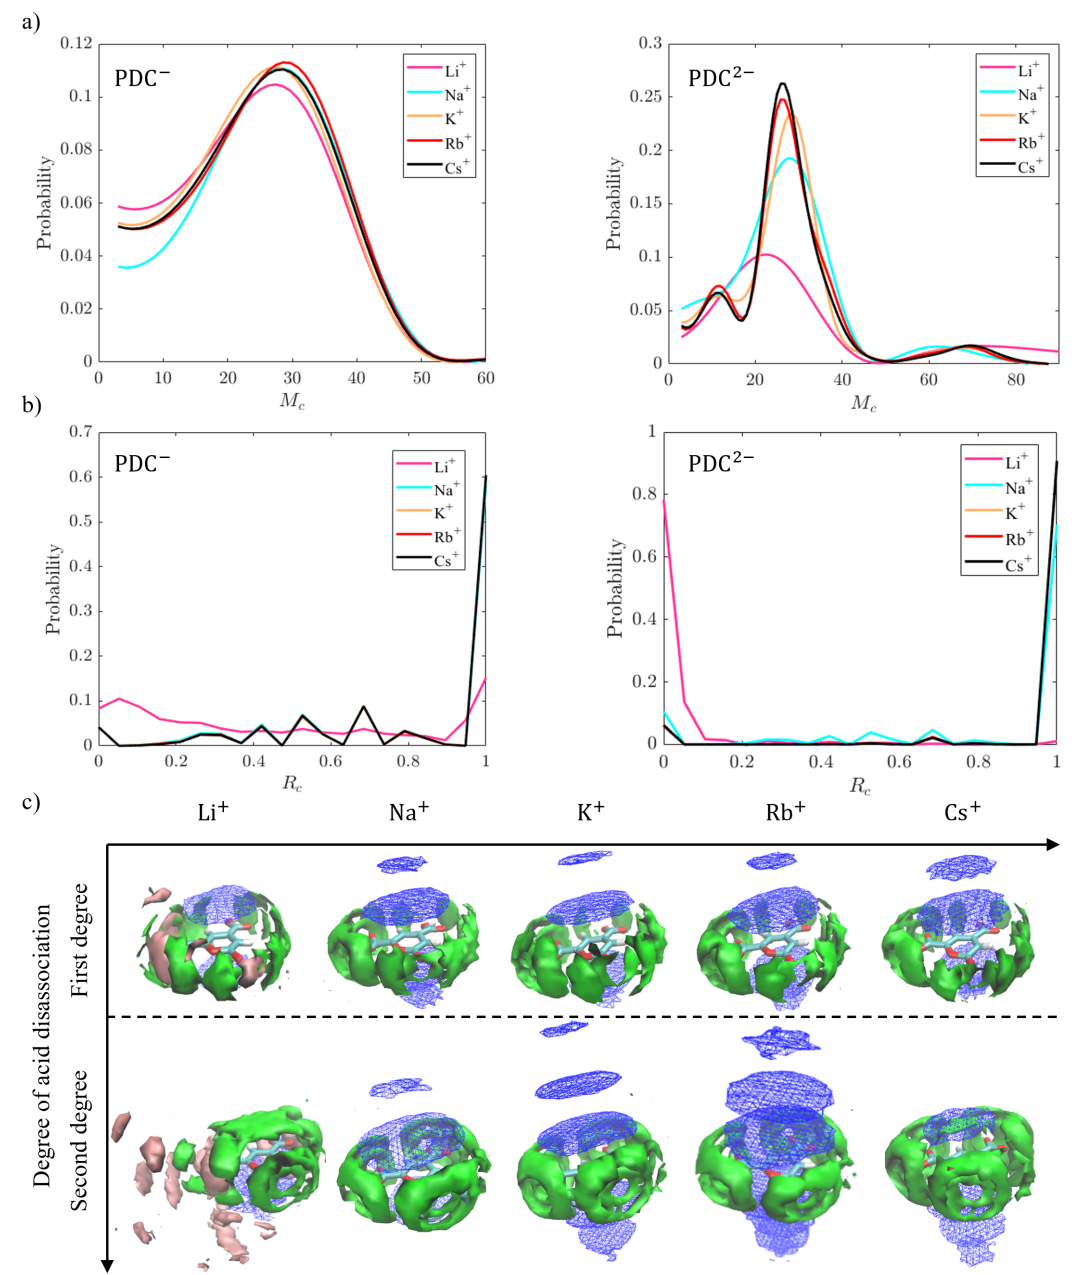 a)
PDC⁻
Probability
0.12
0.1
0.08
0.06
0.04
0.02
0
0 10 20 30 40 50 60
M_c
Li⁺
Na⁺
K⁺
Rb⁺
Cs⁺
PDC²⁻
Probability
0.3
0.25
0.2
0.15
0.1
0.05
0
0 20 40 60 80
M_c
Li⁺
Na⁺
K⁺
Rb⁺
Cs⁺
b)
PDC⁻
Probability
0.7
0.6
0.5
0.4
0.3
0.2
0.1
0
0 0.2 0.4 0.6 0.8 1
R_c
Li⁺
Na⁺
K⁺
Rb⁺
Cs⁺
PDC²⁻
Probability
1
0.8
0.6
0.4
0.2
0
0 0.2 0.4 0.6 0.8 1
R_c
Li⁺
Na⁺
K⁺
Rb⁺
Cs⁺
c)
Li⁺ Na⁺ K⁺ Rb⁺ Cs⁺
Degree of acid disassociation
First degree
Second degree